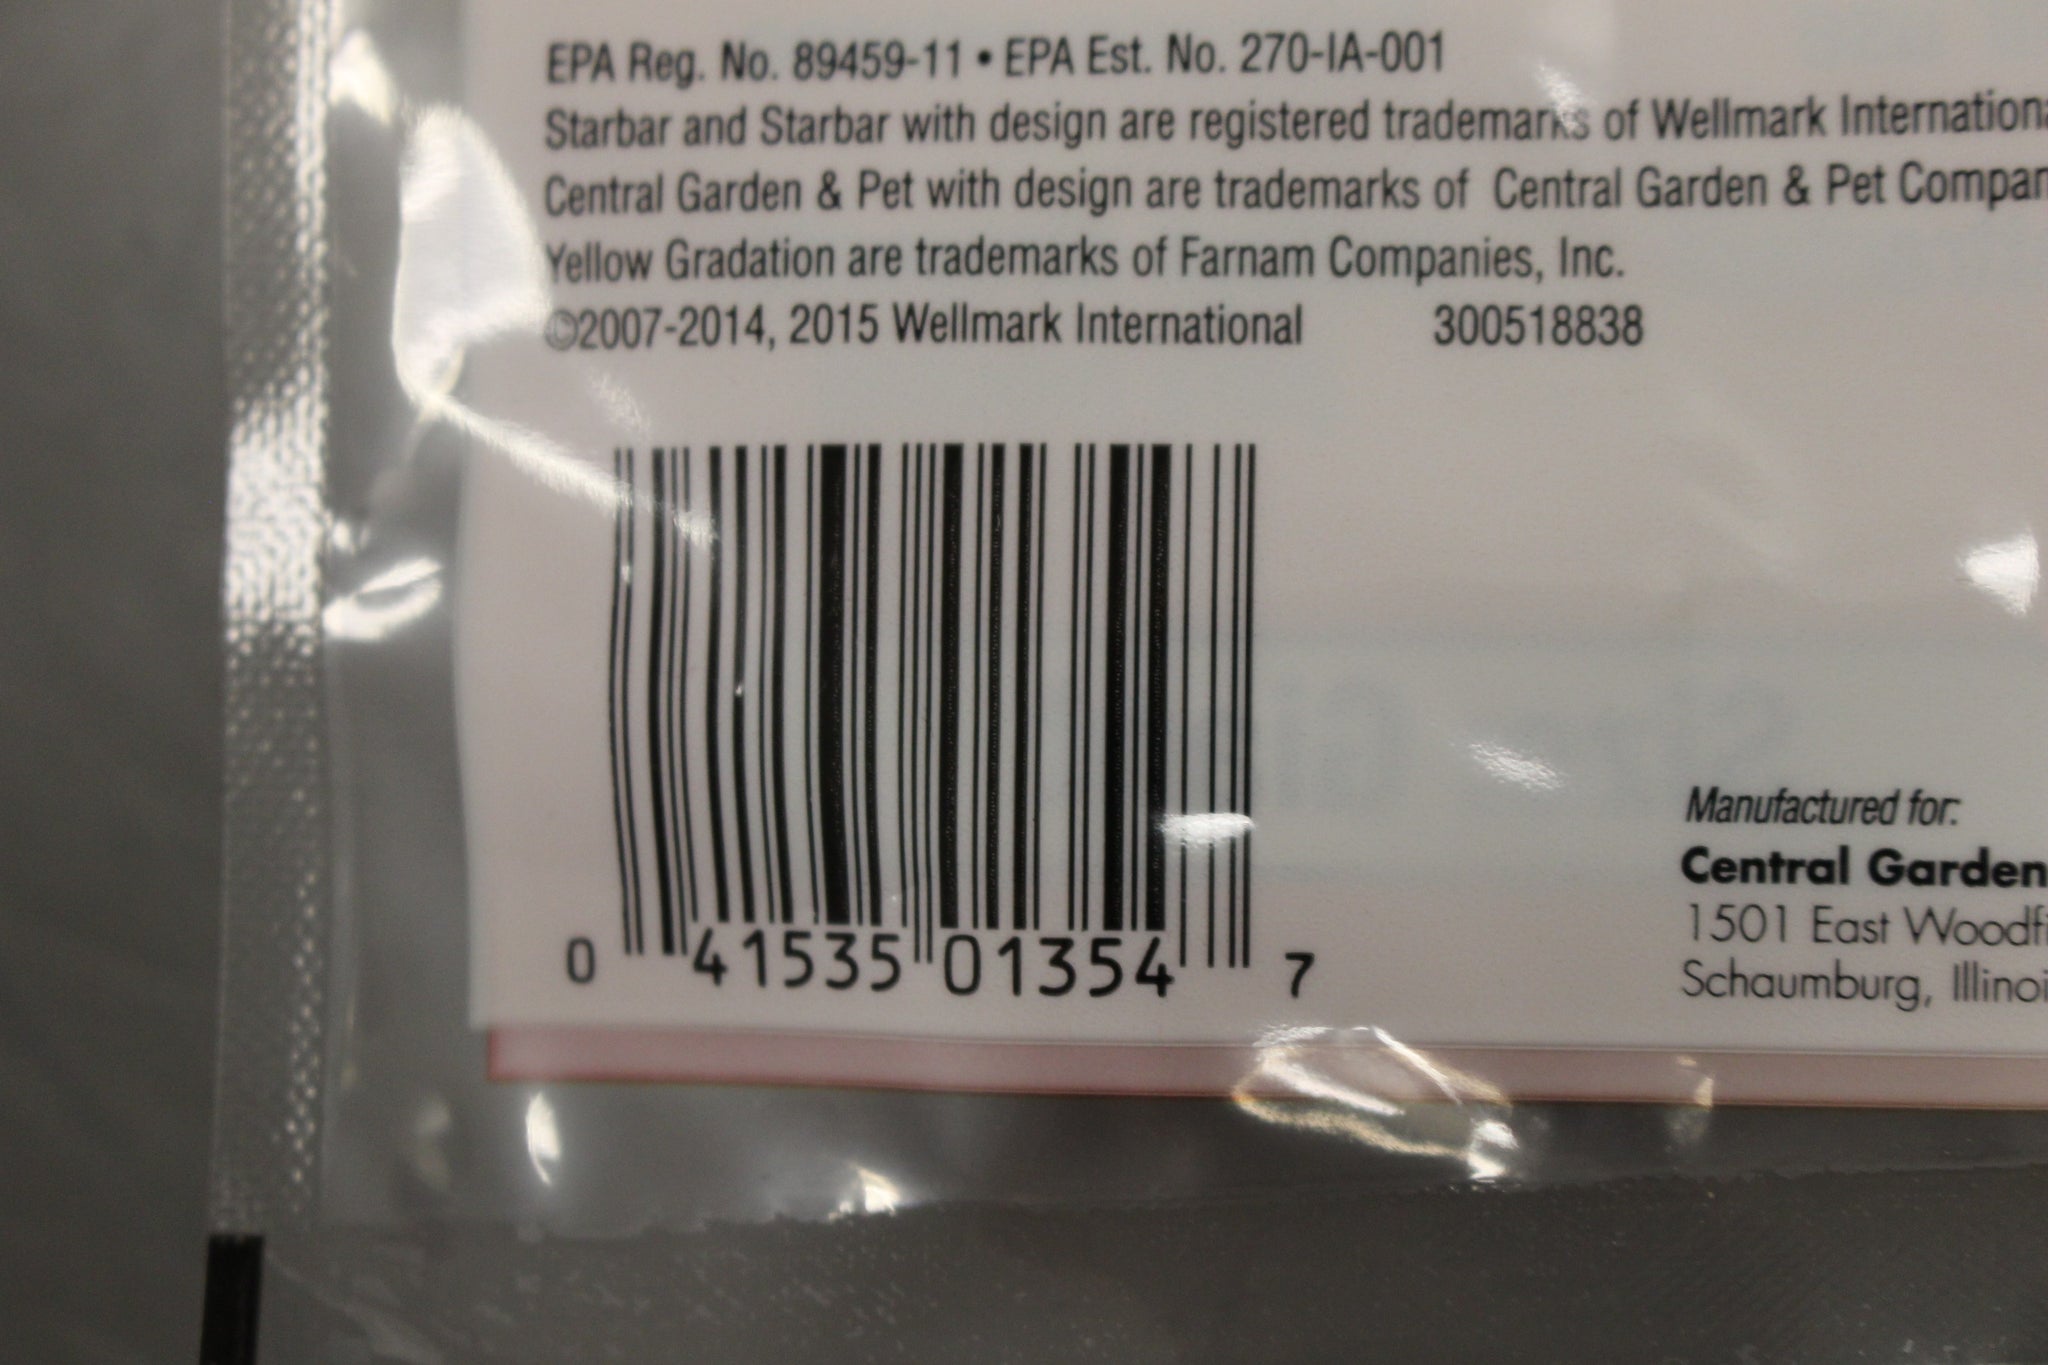 EPA Reg. No. 89459-11 • EPA Est. No. 270-IA-001
Starbar and Starbar with design are registered trademarks of Wellmark Internationa
Central Garden & Pet with design are trademarks of Central Garden & Pet Compan
Yellow Gradation are trademarks of Farnam Companies, Inc.
©2007-2014, 2015 Wellmark International 300518838
Manufactured for:
Central Garden
1501 East Woodfi
Schaumburg, Illinoi
0 41535 01354 7